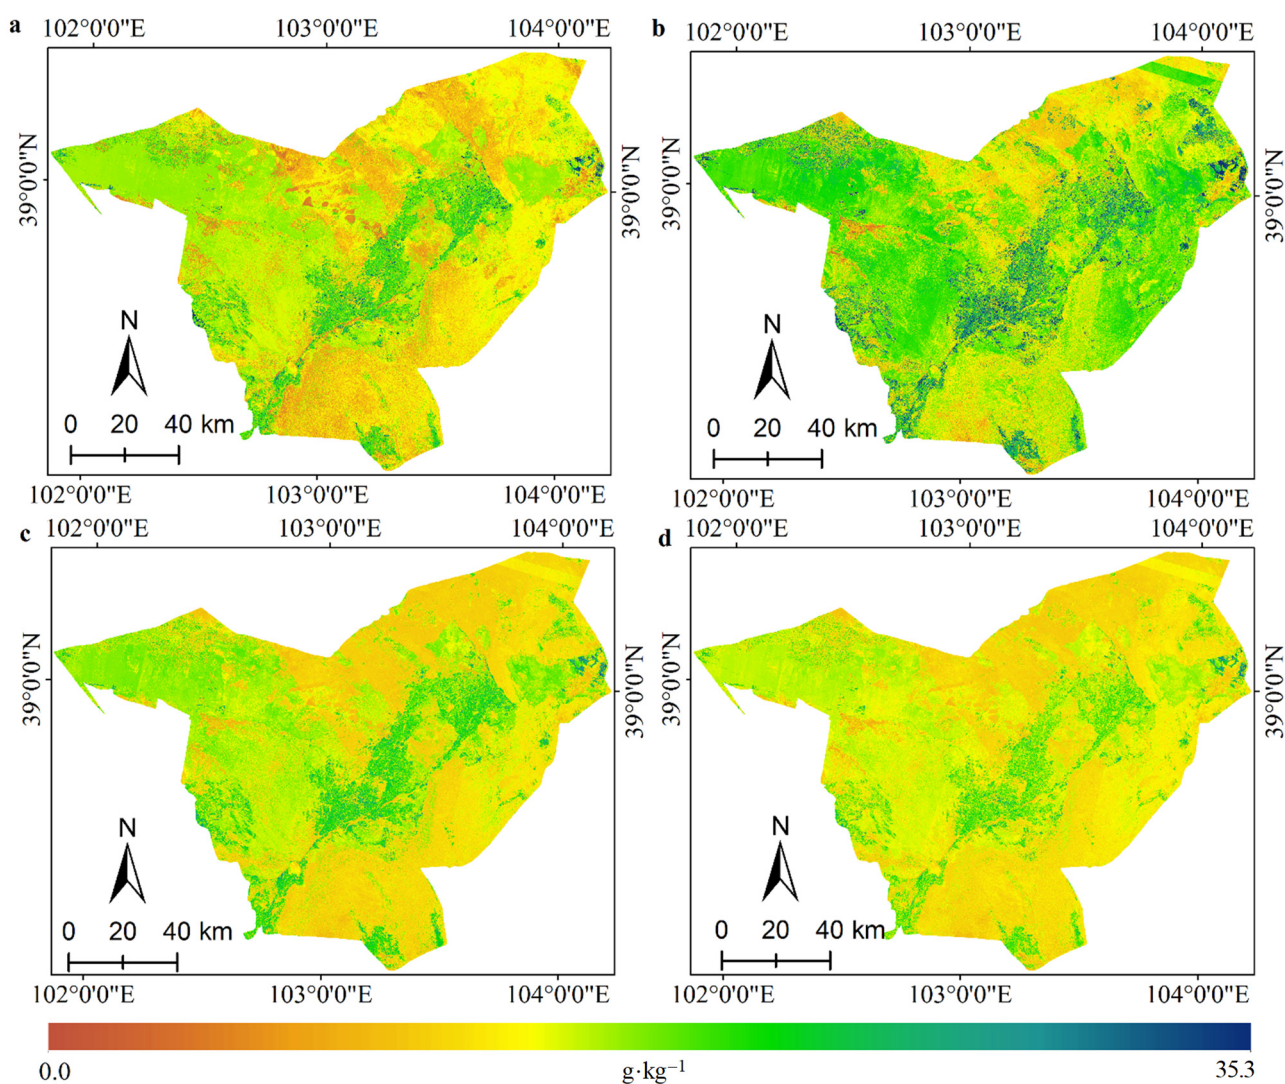 a 102°0'0"E 103°0'0"E 104°0'0"E
b 102°0'0"E 103°0'0"E 104°0'0"E
39°0'0"N 39°0'0"N 39°0'0"N 39°0'0"N
N N
0 20 40 km 0 20 40 km
102°0'0"E 103°0'0"E 104°0'0"E 102°0'0"E 103°0'0"E 104°0'0"E
c 102°0'0"E 103°0'0"E 104°0'0"E
d 102°0'0"E 103°0'0"E 104°0'0"E
39°0'0"N 39°0'0"N 39°0'0"N 39°0'0"N
N N
0 20 40 km 0 20 40 km
102°0'0"E 103°0'0"E 104°0'0"E 102°0'0"E 103°0'0"E 104°0'0"E
0.0 g·kg⁻¹ 35.3